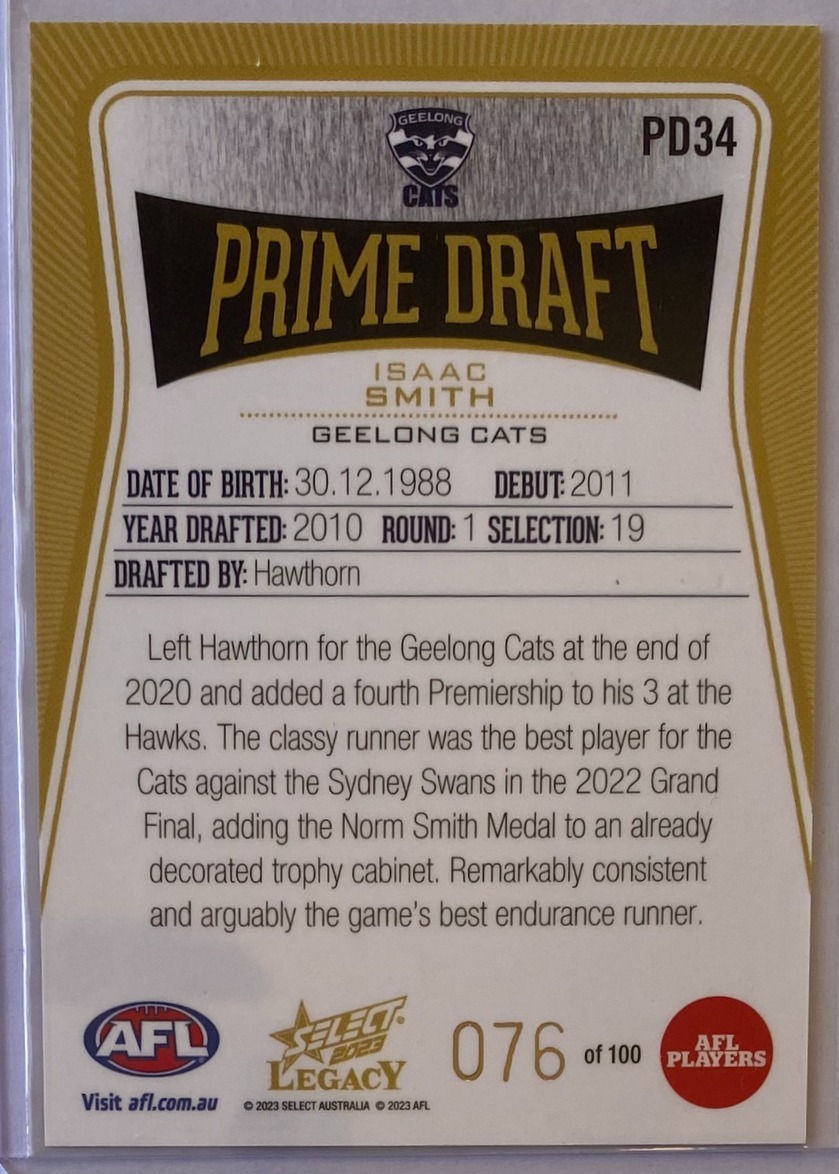 GEELONG
CATS
PD34
PRIME DRAFT
ISAAC
SMITH
GEELONG CATS
DATE OF BIRTH: 30.12.1988 DEBUT: 2011
YEAR DRAFTED: 2010 ROUND: 1 SELECTION: 19
DRAFTED BY: Hawthorn
Left Hawthorn for the Geelong Cats at the end of
2020 and added a fourth Premiership to his 3 at the
Hawks. The classy runner was the best player for the
Cats against the Sydney Swans in the 2022 Grand
Final, adding the Norm Smith Medal to an already
decorated trophy cabinet. Remarkably consistent
and arguably the game's best endurance runner.
AFL
Visit afl.com.au
SELECT
2023
LEGACY
© 2023 SELECT AUSTRALIA © 2023 AFL
076 of 100
AFL
PLAYERS